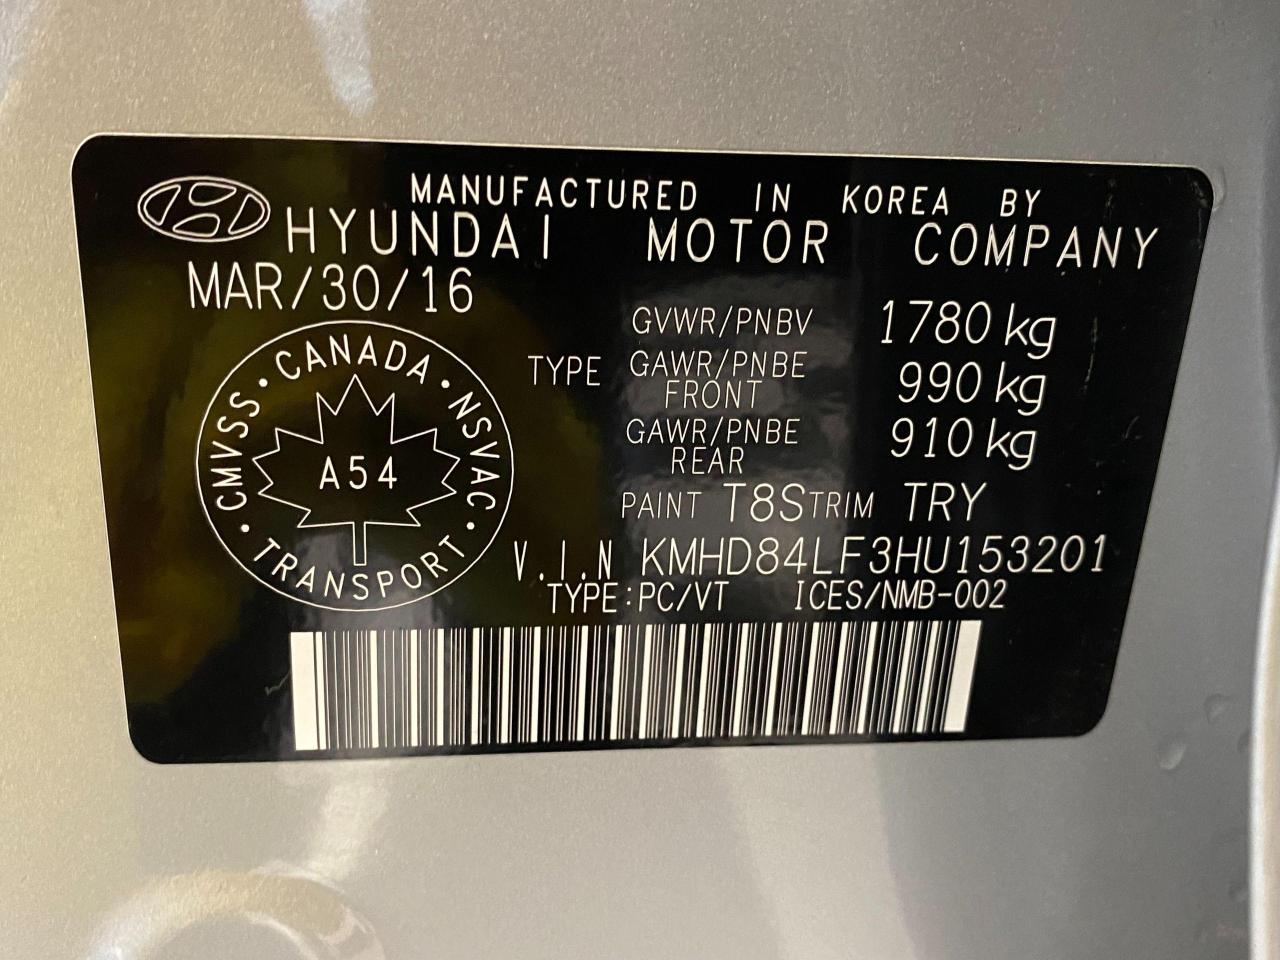 MANUFACTURED IN KOREA BY
HYUNDAI MOTOR COMPANY
MAR/30/16
GVWR/PNBV 1780 kg
TYPE GAWR/PNBE FRONT 990 kg
GAWR/PNBE REAR 910 kg
CANADA · NSVAC · TRANSPORT · CMVSS ·
A54
PAINT T8S TRIM TRY
V.I.N KMHD84LF3HU153201
TYPE:PC/VT ICES/NMB-002